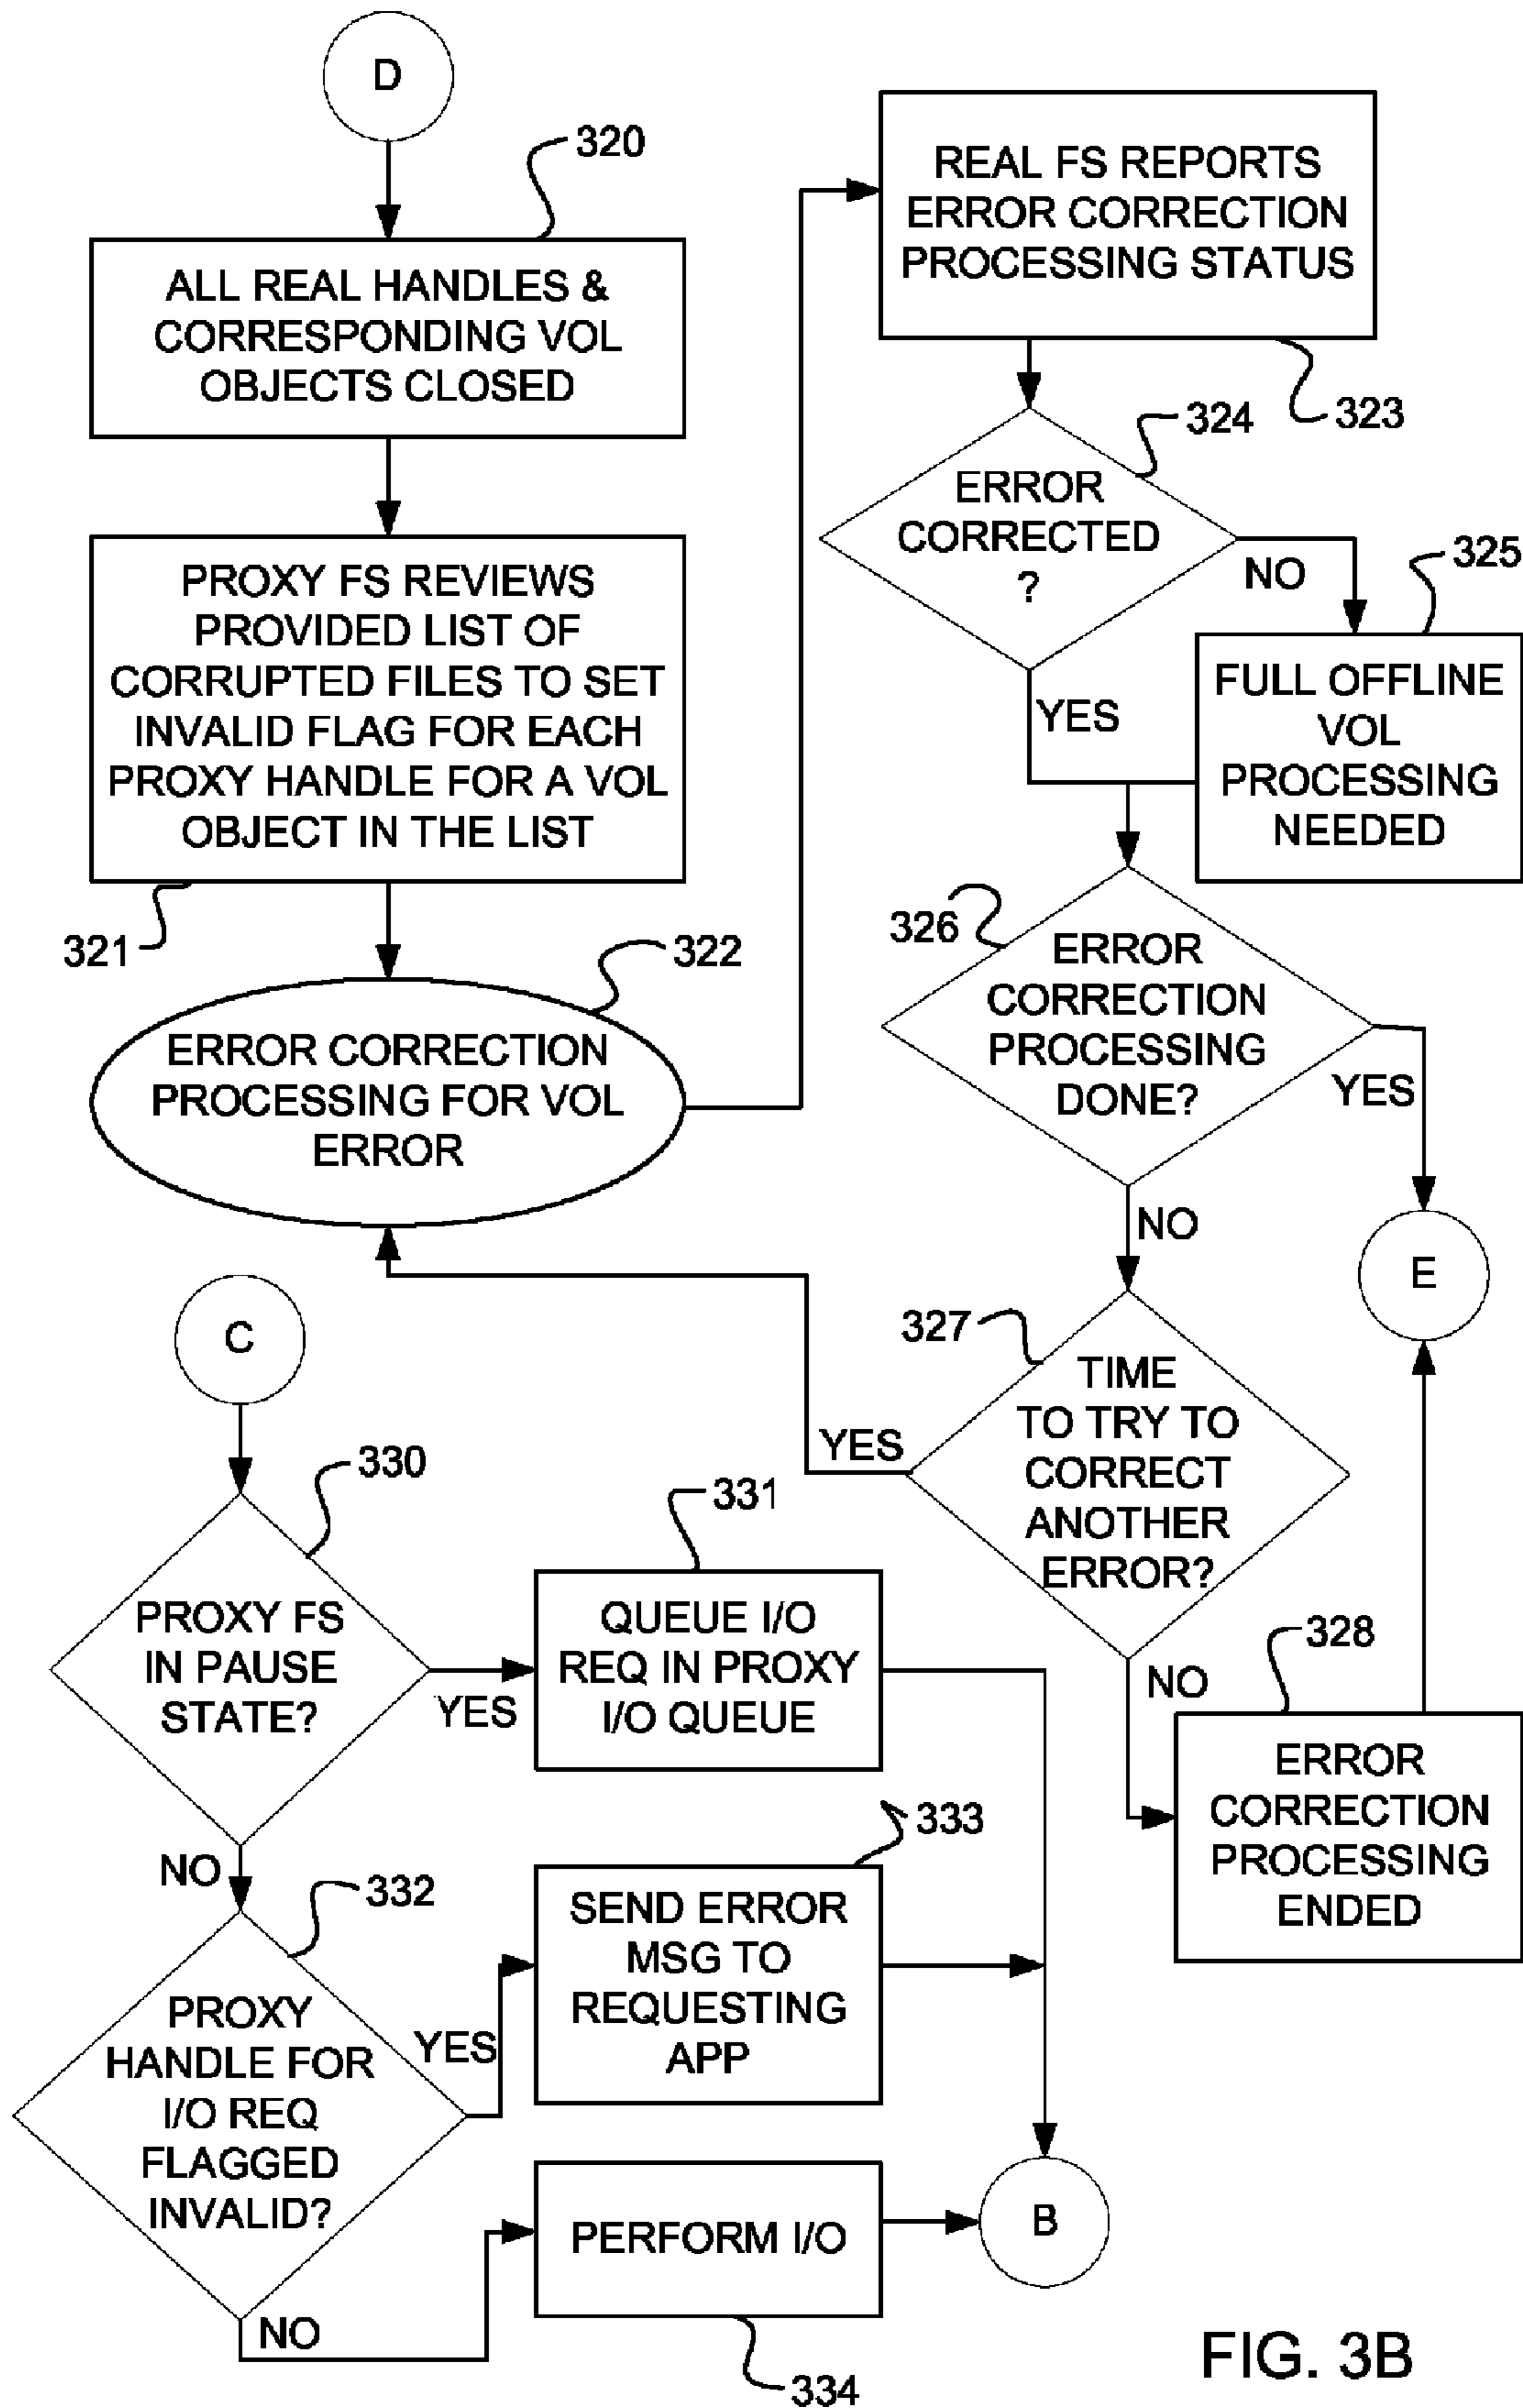 D
320
ALL REAL HANDLES &
CORRESPONDING VOL
OBJECTS CLOSED
PROXY FS REVIEWS
PROVIDED LIST OF
CORRUPTED FILES TO SET
INVALID FLAG FOR EACH
PROXY HANDLE FOR A VOL
OBJECT IN THE LIST
321
322
ERROR CORRECTION
PROCESSING FOR VOL
ERROR
REAL FS REPORTS
ERROR CORRECTION
PROCESSING STATUS
323
324
ERROR
CORRECTED
?
NO
YES
325
FULL OFFLINE
VOL
PROCESSING
NEEDED
326
ERROR
CORRECTION
PROCESSING
DONE?
YES
NO
E
327
TIME
TO TRY TO
CORRECT
ANOTHER
ERROR?
YES
NO
328
ERROR
CORRECTION
PROCESSING
ENDED
C
330
PROXY FS
IN PAUSE
STATE?
YES
NO
331
QUEUE I/O
REQ IN PROXY
I/O QUEUE
332
PROXY
HANDLE FOR
I/O REQ
FLAGGED
INVALID?
YES
NO
333
SEND ERROR
MSG TO
REQUESTING
APP
PERFORM I/O
334
B
FIG. 3B